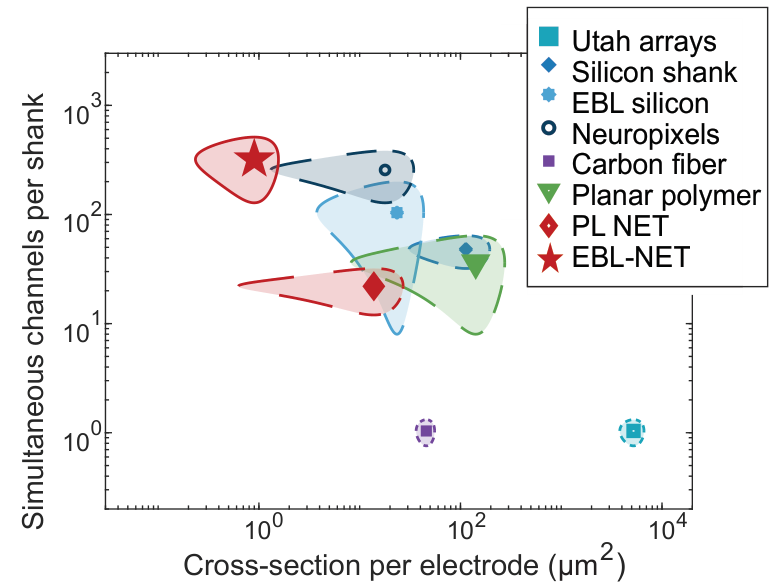 Utah arrays
Silicon shank
EBL silicon
Neuropixels
Carbon fiber
Planar polymer
PL NET
EBL-NET
Simultaneous channels per shank
10³
10²
10¹
10⁰
10⁰
10²
10⁴
Cross-section per electrode (µm²)